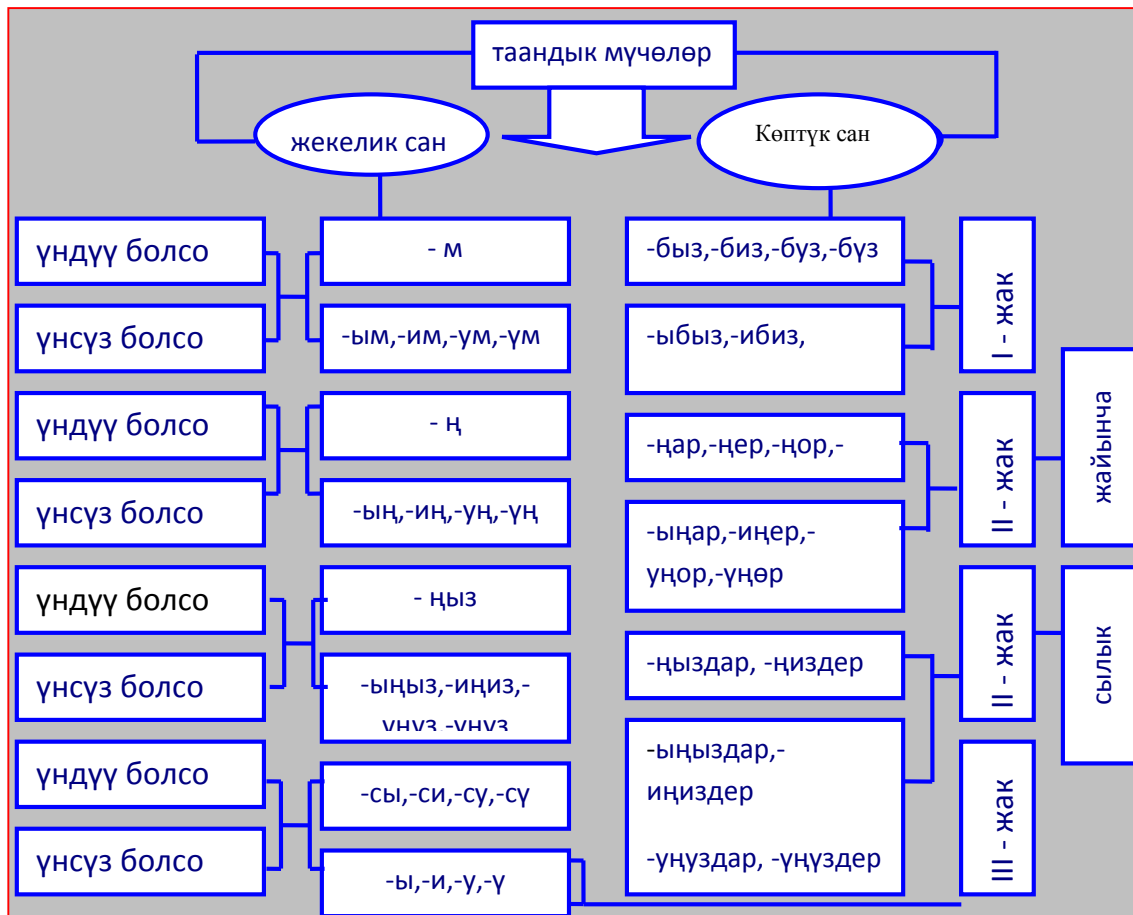 таандык мүчөлөр
жекелик сан
Көптүк сан
үндүү болсо
- м
-быз,-биз,-буз,-бүз
I - жак
үнсүз болсо
-ым,-им,-ум,-үм
-ыбыз,-ибиз,
үндүү болсо
- ң
-ңар,-ңер,-ңор,-
II - жак
жайынча
үнсүз болсо
-ың,-иң,-уң,-үң
-ыңар,-иңер,-
уңор,-үңөр
үндүү болсо
- ңыз
-ңыздар, -ңиздер
II - жак
сылык
үнсүз болсо
-ыңыз,-иңиз,-
уңуз,-үңүз
-ыңыздар,-
иңиздер
-уңуздар, -үңүздер
үндүү болсо
-сы,-си,-су,-сү
III - жак
үнсүз болсо
-ы,-и,-у,-ү